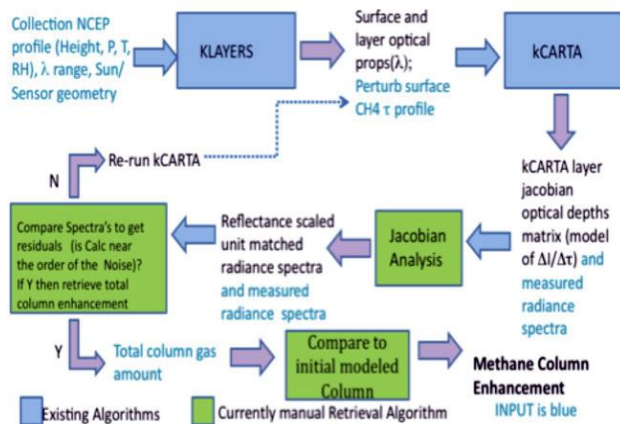 Collection NCEP
profile (Height, P, T,
RH), λ range, Sun/
Sensor geometry
KLAYERS
Surface and
layer optical
props(λ);
Perturb surface
CH4 τ profile
kCARTA
N
Re-run kCARTA
kCARTA layer
jacobian
optical depths
matrix (model
of ΔI/Δτ) and
measured
radiance
spectra
Jacobian
Analysis
Reflectance scaled
unit matched
radiance spectra
and measured
radiance spectra
Compare Spectra's to get
residuals (is Calc near
the order of the Noise)?
If Y then retrieve total
column enhancement
Y
Total column gas
amount
Compare to
initial modeled
Column
Methane Column
Enhancement
INPUT is blue
Existing Algorithms
Currently manual Retrieval Algorithm